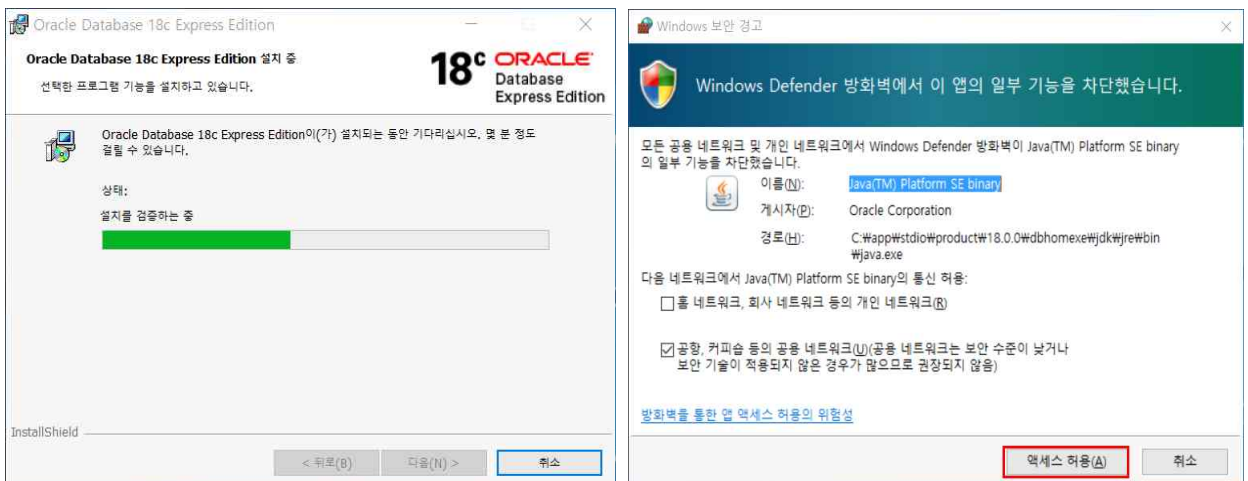 Oracle Database 18c Express Edition
Oracle Database 18c Express Edition 설치 중
선택한 프로그램 기능을 설치하고 있습니다.
18c ORACLE
Database
Express Edition
Oracle Database 18c Express Edition이(가) 설치되는 동안 기다리십시오. 몇 분 정도
걸릴 수 있습니다.
상태:
설치를 검증하는 중
InstallShield
< 뒤로(B) 다음(N) > 취소
Windows 보안 경고
Windows Defender 방화벽에서 이 앱의 일부 기능을 차단했습니다.
모든 공용 네트워크 및 개인 네트워크에서 Windows Defender 방화벽이 Java(TM) Platform SE binary
의 일부 기능을 차단했습니다.
이름(N): Java(TM) Platform SE binary
게시자(P): Oracle Corporation
경로(H): C:₩app₩stdio₩product₩18.0.0₩dbhomexe₩jdk₩jre₩bin
₩java.exe
다음 네트워크에서 Java(TM) Platform SE binary의 통신 허용:
홈 네트워크, 회사 네트워크 등의 개인 네트워크(R)
공항, 커피숍 등의 공용 네트워크(U)(공용 네트워크는 보안 수준이 낮거나
보안 기술이 적용되지 않은 경우가 많으므로 권장되지 않음)
방화벽을 통한 앱 액세스 허용의 위험성
액세스 허용(A) 취소